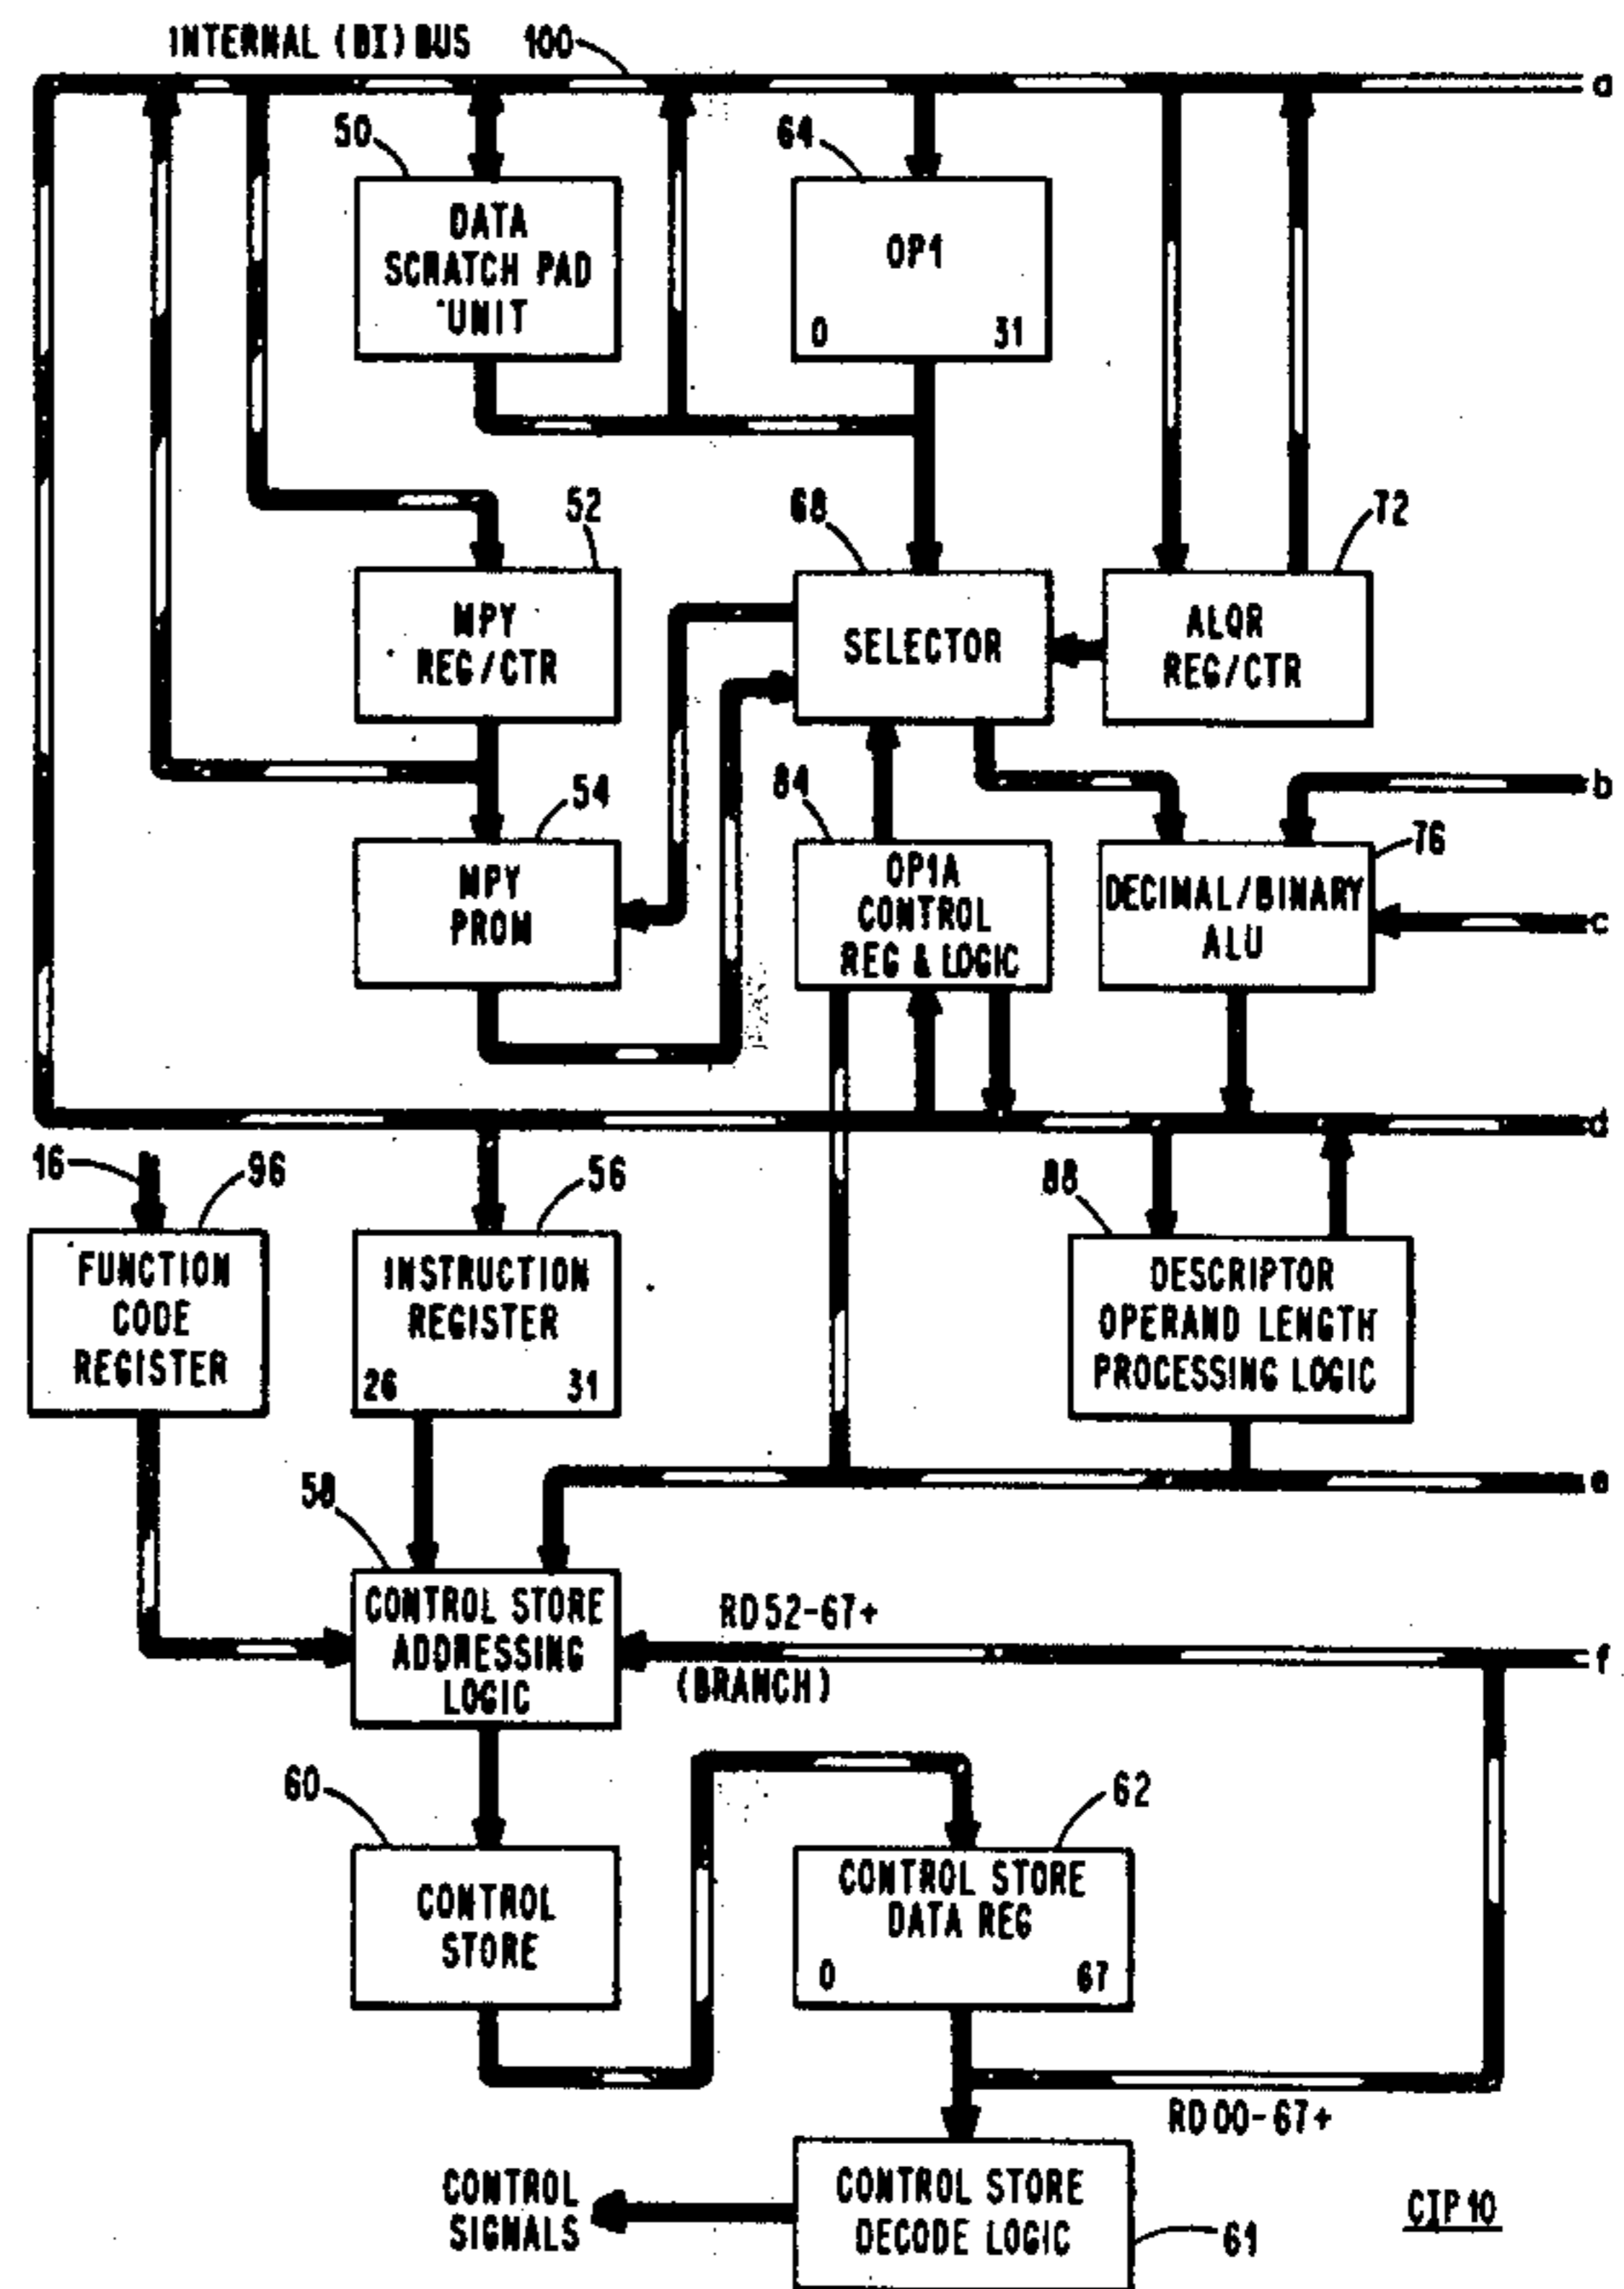 INTERNAL (BI) BUS 100
a
50
DATA
SCRATCH PAD
UNIT
64
OP1
0 31
52
MPY
REG/CTR
68
SELECTOR
72
ALQR
REG/CTR
b
54
MPY
PROM
84
OP1A
CONTROL
REG & LOGIC
76
DECIMAL/BINARY
ALU
c
d
16
96
FUNCTION
CODE
REGISTER
56
INSTRUCTION
REGISTER
26 31
88
DESCRIPTOR
OPERAND LENGTH
PROCESSING LOGIC
e
58
CONTROL STORE
ADDRESSING
LOGIC
RD52-67+
(BRANCH)
f
60
CONTROL
STORE
62
CONTROL STORE
DATA REG
0 67
RD00-67+
CONTROL
SIGNALS
CONTROL STORE
DECODE LOGIC
61
CIP10